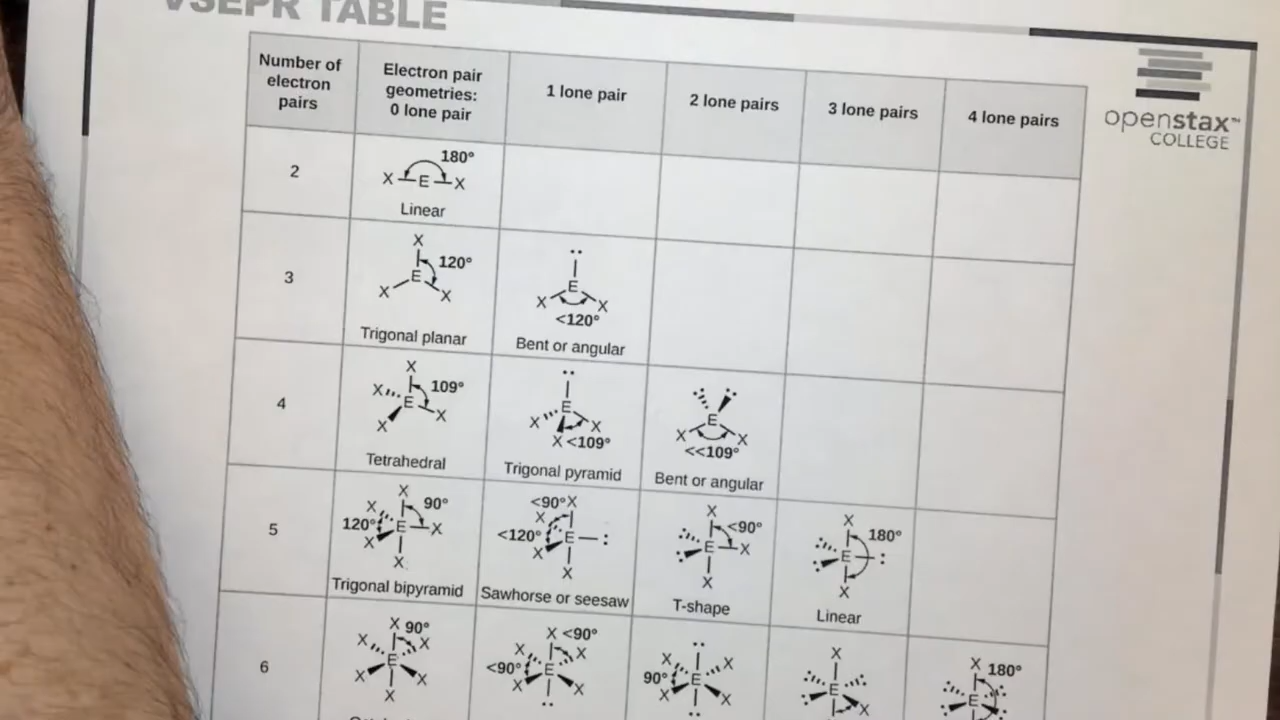 VSEPR TABLE
openstax™
COLLEGE
Number of
electron
pairs
Electron pair
geometries:
0 lone pair
1 lone pair
2 lone pairs
3 lone pairs
4 lone pairs
2
180°
X E X
Linear
3
X
120°
E
X X
Trigonal planar
E
X X
<120°
Bent or angular
4
X
109°
X
E
X
X
Tetrahedral
E
X X
X <109°
Trigonal pyramid
E
X X
<<109°
Bent or angular
5
X
90°
X
120° E X
X
X
Trigonal bipyramid
<90° X
X
<120° E
X
X
Sawhorse or seesaw
X
<90°
E X
X
T-shape
X
180°
E
X
Linear
6
X 90°
X X
E
X X
X
X <90°
X X
<90° E
X X
X X
90° E
X X
X
E
X
X 180°
E